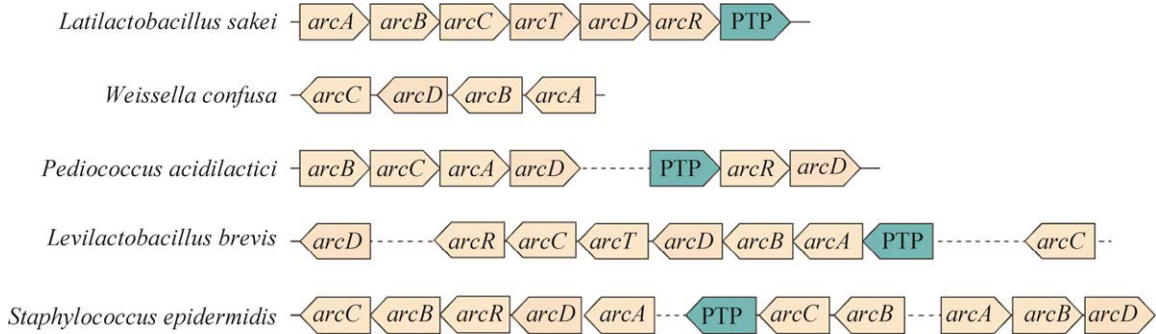 Latilactobacillus sakei arcA arcB arcC arcT arcD arcR PTP
Weissella confusa arcC arcD arcB arcA
Pediococcus acidilactici arcB arcC arcA arcD PTP arcR arcD
Levilactobacillus brevis arcD arcR arcC arcT arcD arcB arcA PTP arcC
Staphylococcus epidermidis arcC arcB arcR arcD arcA PTP arcC arcB arcA arcB arcD